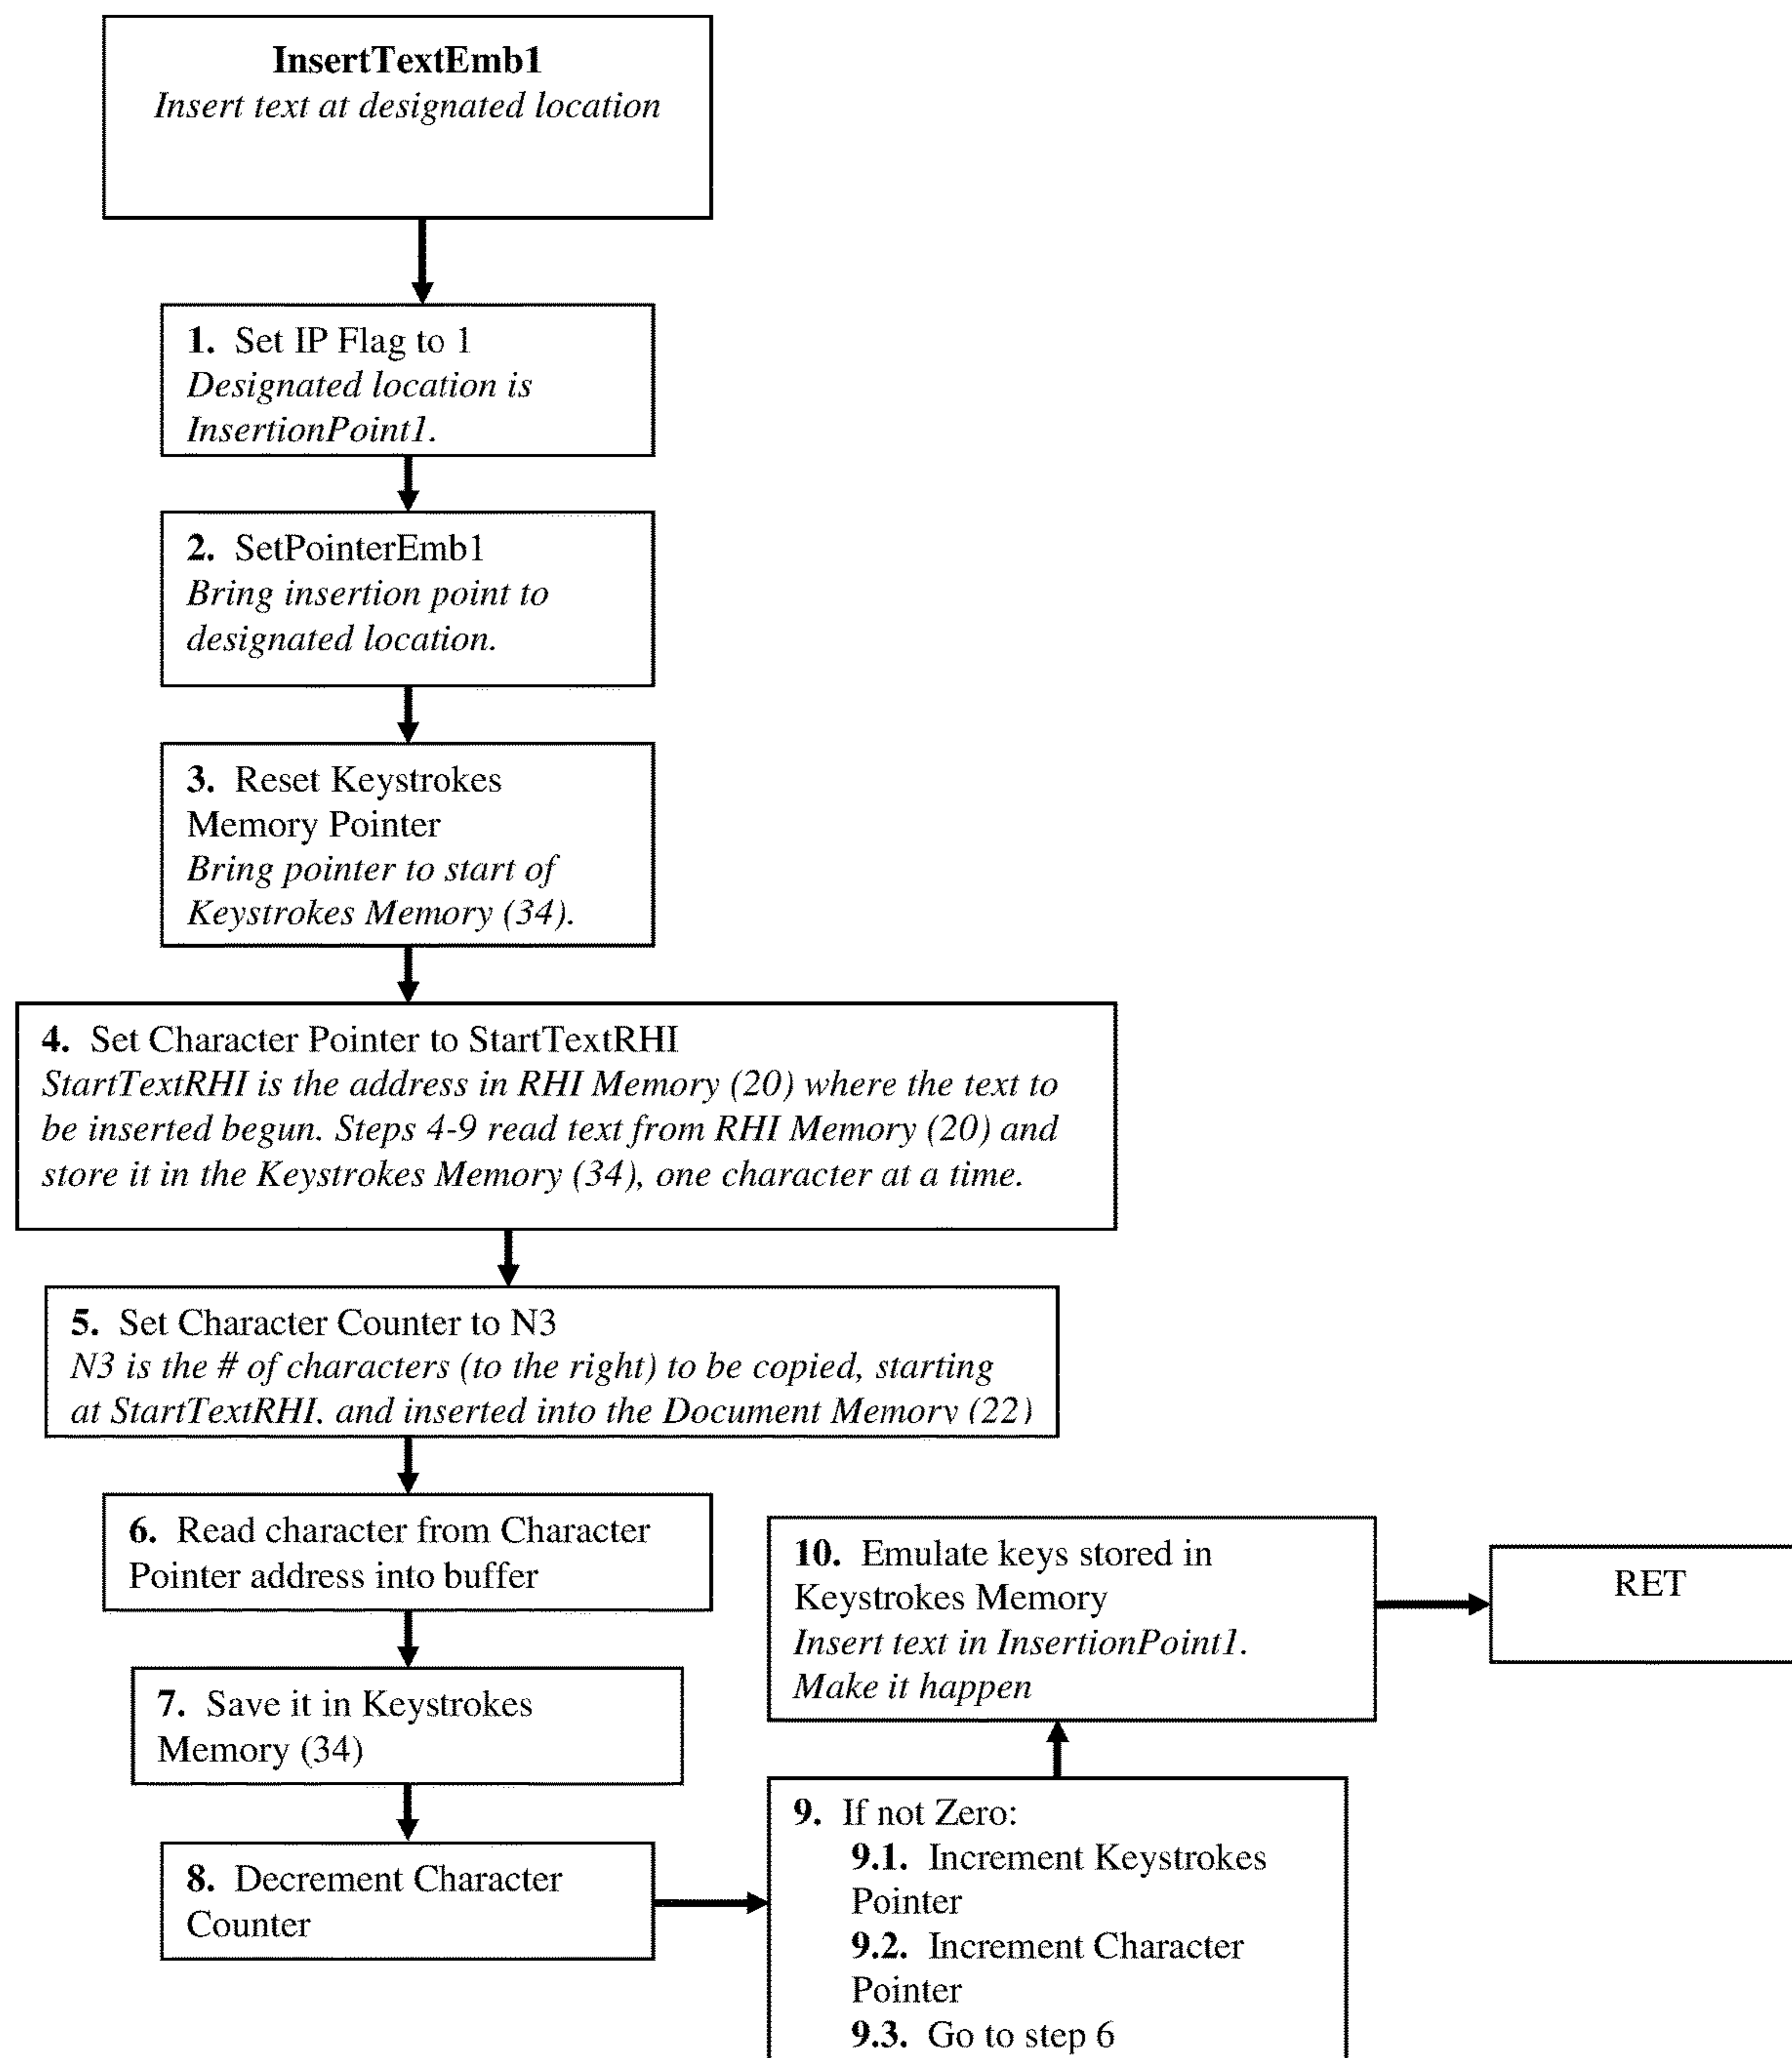 InsertTextEmb1
Insert text at designated location
1. Set IP Flag to 1
Designated location is
InsertionPoint1.
2. SetPointerEmb1
Bring insertion point to
designated location.
3. Reset Keystrokes
Memory Pointer
Bring pointer to start of
Keystrokes Memory (34).
4. Set Character Pointer to StartTextRHI
StartTextRHI is the address in RHI Memory (20) where the text to
be inserted begun. Steps 4-9 read text from RHI Memory (20) and
store it in the Keystrokes Memory (34), one character at a time.
5. Set Character Counter to N3
N3 is the # of characters (to the right) to be copied, starting
at StartTextRHI, and inserted into the Document Memory (22)
6. Read character from Character
Pointer address into buffer
7. Save it in Keystrokes
Memory (34)
8. Decrement Character
Counter
9. If not Zero:
9.1. Increment Keystrokes
Pointer
9.2. Increment Character
Pointer
9.3. Go to step 6
10. Emulate keys stored in
Keystrokes Memory
Insert text in InsertionPoint1.
Make it happen
RET